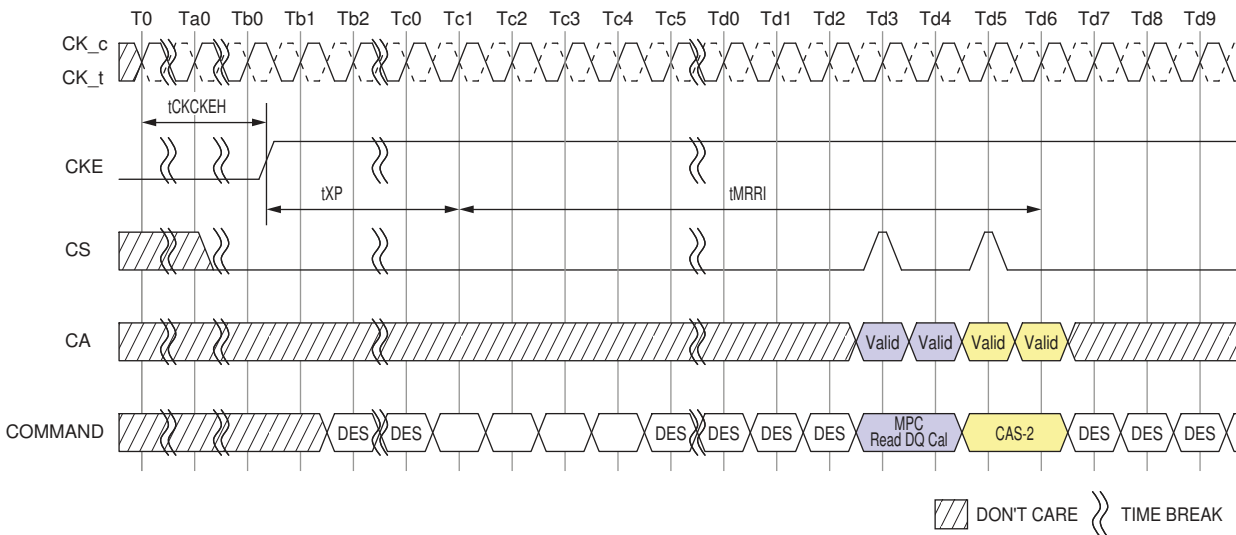 T0 Ta0 Tb0 Tb1 Tb2 Tc0 Tc1 Tc2 Tc3 Tc4 Tc5 Td0 Td1 Td2 Td3 Td4 Td5 Td6 Td7 Td8 Td9
CK_c
CK_t
tCKCKEH
CKE
tXP tMRRI
CS
CA Valid Valid Valid Valid
COMMAND DES DES DES DES DES DES MPC Read DQ Cal CAS-2 DES DES DES
DON'T CARE TIME BREAK